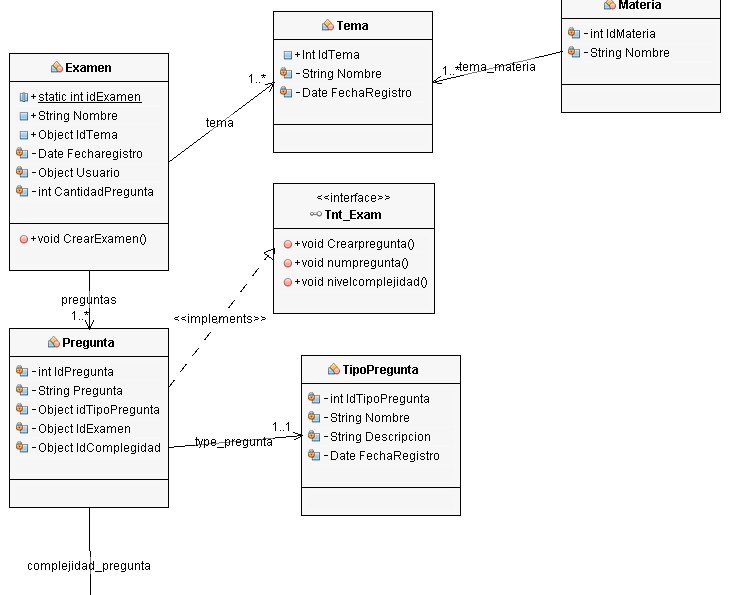 Materia
-int IdMateria
-String Nombre
Tema
+Int IdTema
-String Nombre
-Date FechaRegistro
1..*
tema_materia
1..*
tema
Examen
+static int idExamen
+String Nombre
+Object IdTema
-Date Fecharegistro
-Object Usuario
-int CantidadPregunta
+void CrearExamen()
<<interface>>
Tnt_Exam
+void Crearpregunta()
+void numpregunta()
+void nivelcomplejidad()
preguntas
1..*
<<implements>>
Pregunta
-int IdPregunta
-String Pregunta
-Object idTipoPregunta
-Object IdExamen
-Object IdComplegidad
type_pregunta
1..1
TipoPregunta
-int IdTipoPregunta
-String Nombre
-String Descripcion
-Date FechaRegistro
complejidad_pregunta